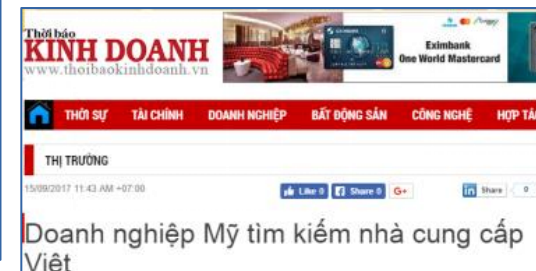 Thời báo
KINH DOANH
www.thoibaokinhdoanh.vn
Eximbank
One World Mastercard
THỜI SỰ TÀI CHÍNH DOANH NGHIỆP BẤT ĐỘNG SẢN CÔNG NGHỆ HỢP TÁ
THỊ TRƯỜNG
15/09/2017 11:43 AM +07:00 Like 0 Share 0 G+ in Share 0
Doanh nghiệp Mỹ tìm kiếm nhà cung cấp
Việt